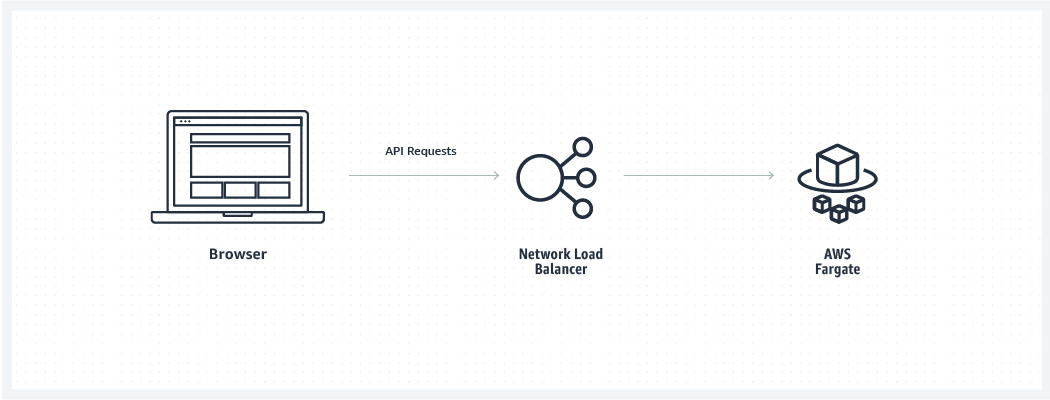 API Requests
Browser
Network Load
Balancer
AWS
Fargate